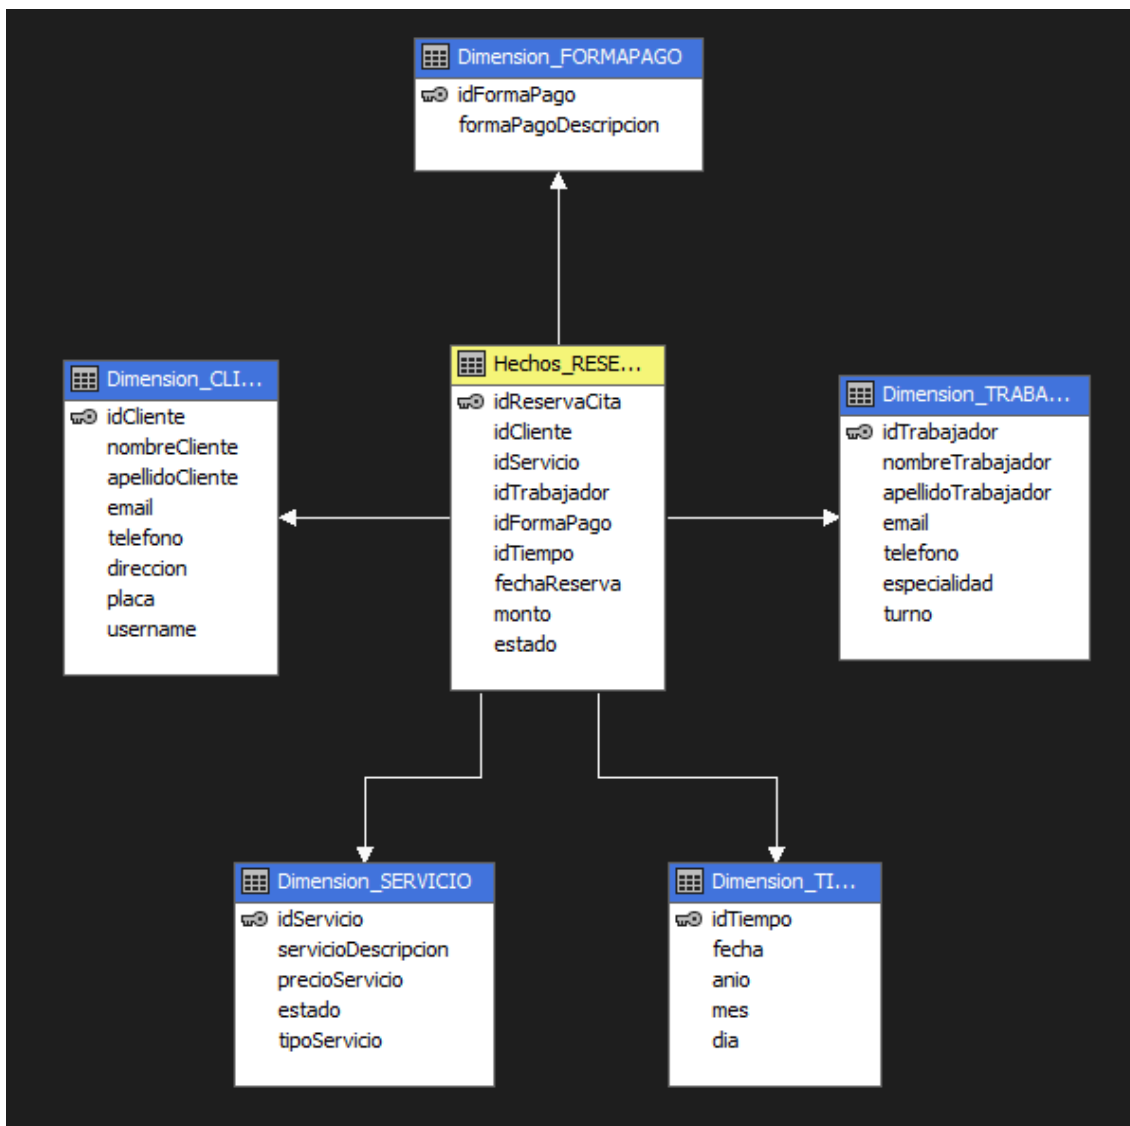 Dimension_FORMAPAGO
idFormaPago
formaPagoDescripcion
Dimension_CLI...
idCliente
nombreCliente
apellidoCliente
email
telefono
direccion
placa
username
Hechos_RESE...
idReservaCita
idCliente
idServicio
idTrabajador
idFormaPago
idTiempo
fechaReserva
monto
estado
Dimension_TRABA...
idTrabajador
nombreTrabajador
apellidoTrabajador
email
telefono
especialidad
turno
Dimension_SERVICIO
idServicio
servicioDescripcion
precioServicio
estado
tipoServicio
Dimension_TI...
idTiempo
fecha
anio
mes
dia